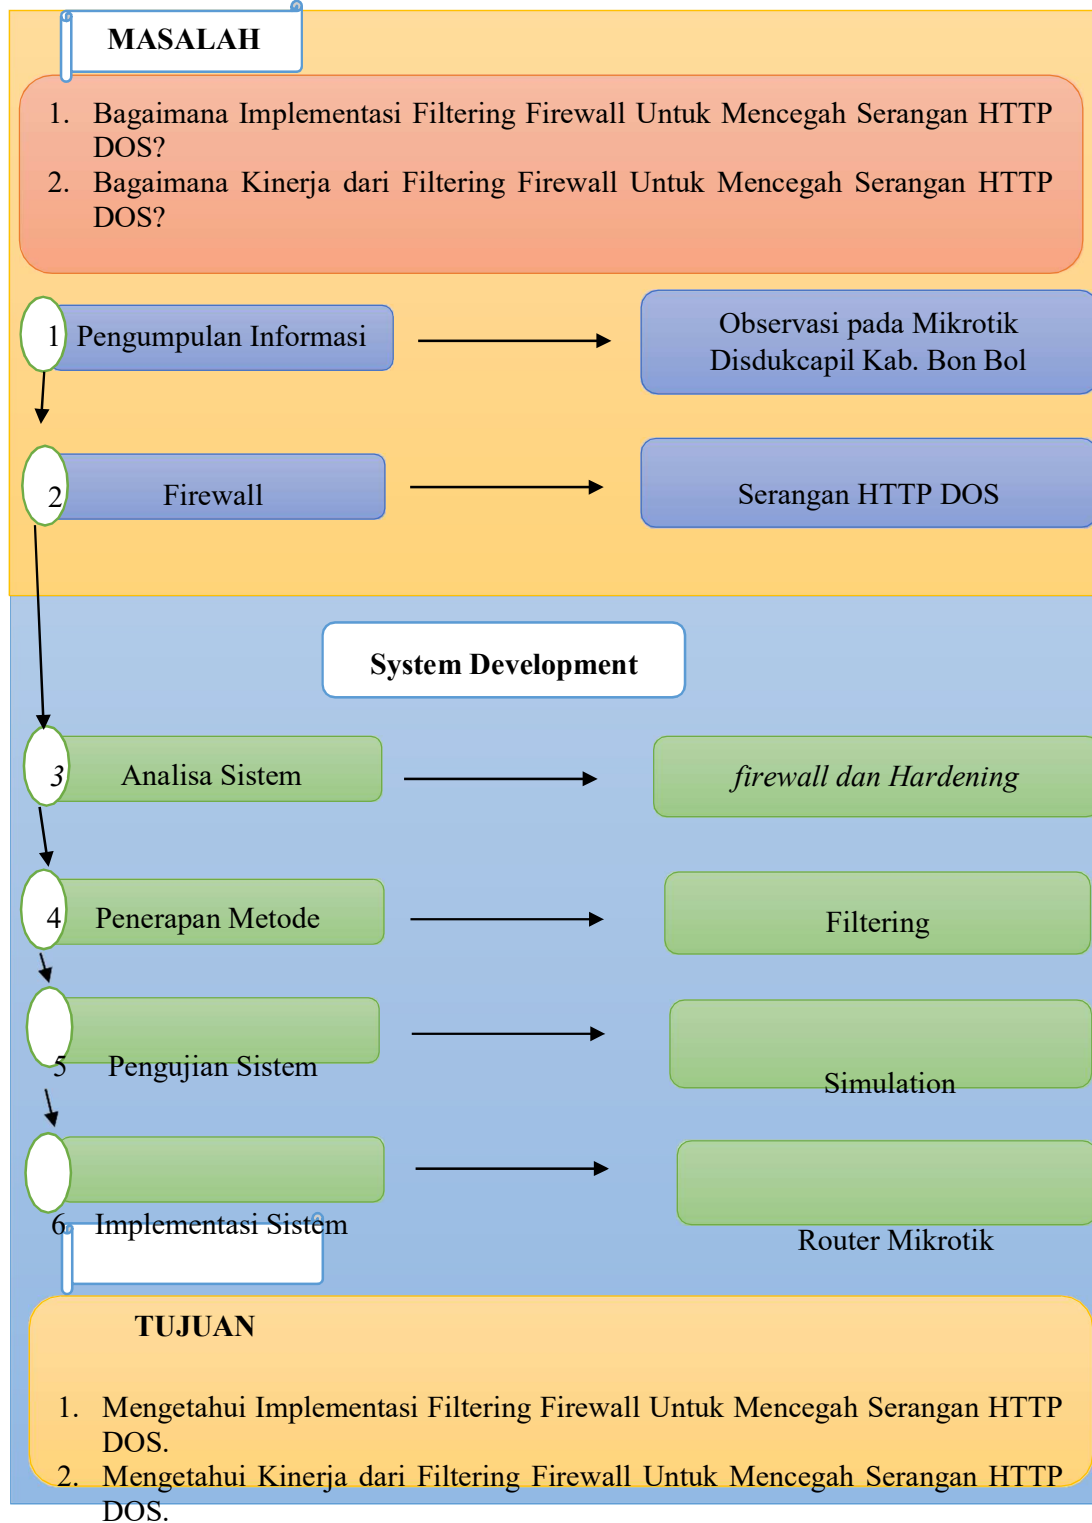 MASALAH
1. Bagaimana Implementasi Filtering Firewall Untuk Mencegah Serangan HTTP
DOS?
2. Bagaimana Kinerja dari Filtering Firewall Untuk Mencegah Serangan HTTP
DOS?
1 Pengumpulan Informasi
Observasi pada Mikrotik
Disdukcapil Kab. Bon Bol
2 Firewall
Serangan HTTP DOS
System Development
3 Analisa Sistem
firewall dan Hardening
4 Penerapan Metode
Filtering
5 Pengujian Sistem
Simulation
6 Implementasi Sistem
Router Mikrotik
TUJUAN
1. Mengetahui Implementasi Filtering Firewall Untuk Mencegah Serangan HTTP
DOS.
2. Mengetahui Kinerja dari Filtering Firewall Untuk Mencegah Serangan HTTP
DOS.